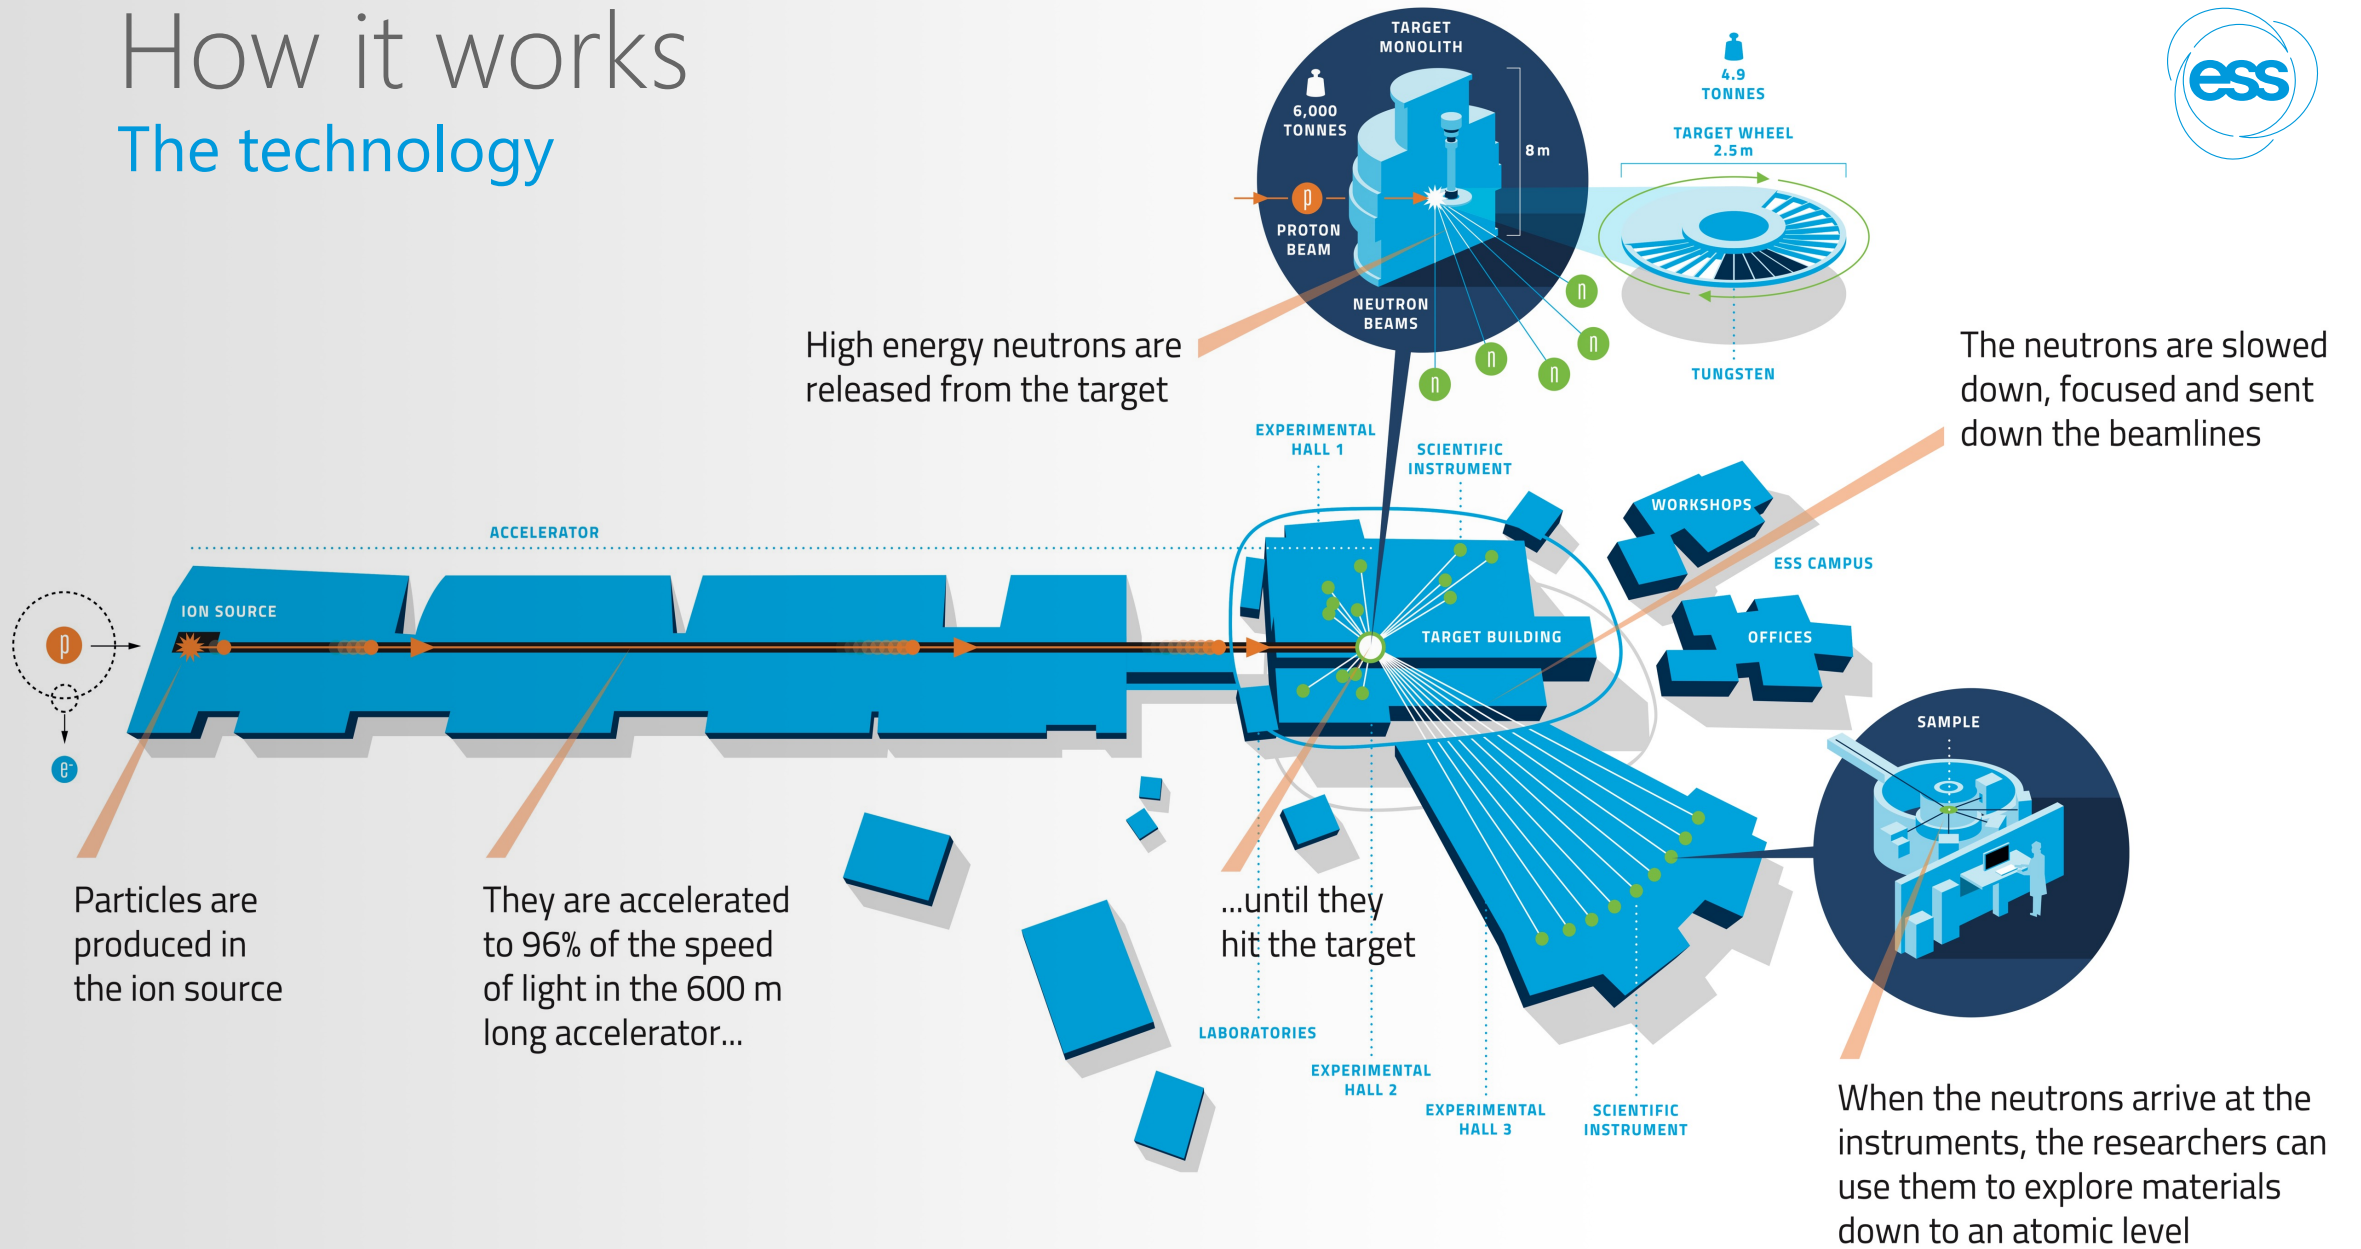 How it works
The technology
ess
TARGET
MONOLITH
6,000
TONNES
8 m
p
PROTON
BEAM
NEUTRON
BEAMS
n
n
n
n
n
4.9
TONNES
TARGET WHEEL
2.5 m
TUNGSTEN
High energy neutrons are
released from the target
The neutrons are slowed
down, focused and sent
down the beamlines
EXPERIMENTAL
HALL 1
SCIENTIFIC
INSTRUMENT
WORKSHOPS
ESS CAMPUS
OFFICES
ACCELERATOR
ION SOURCE
p
e-
TARGET BUILDING
SAMPLE
Particles are
produced in
the ion source
They are accelerated
to 96% of the speed
of light in the 600 m
long accelerator...
...until they
hit the target
LABORATORIES
EXPERIMENTAL
HALL 2
EXPERIMENTAL
HALL 3
SCIENTIFIC
INSTRUMENT
When the neutrons arrive at the
instruments, the researchers can
use them to explore materials
down to an atomic level